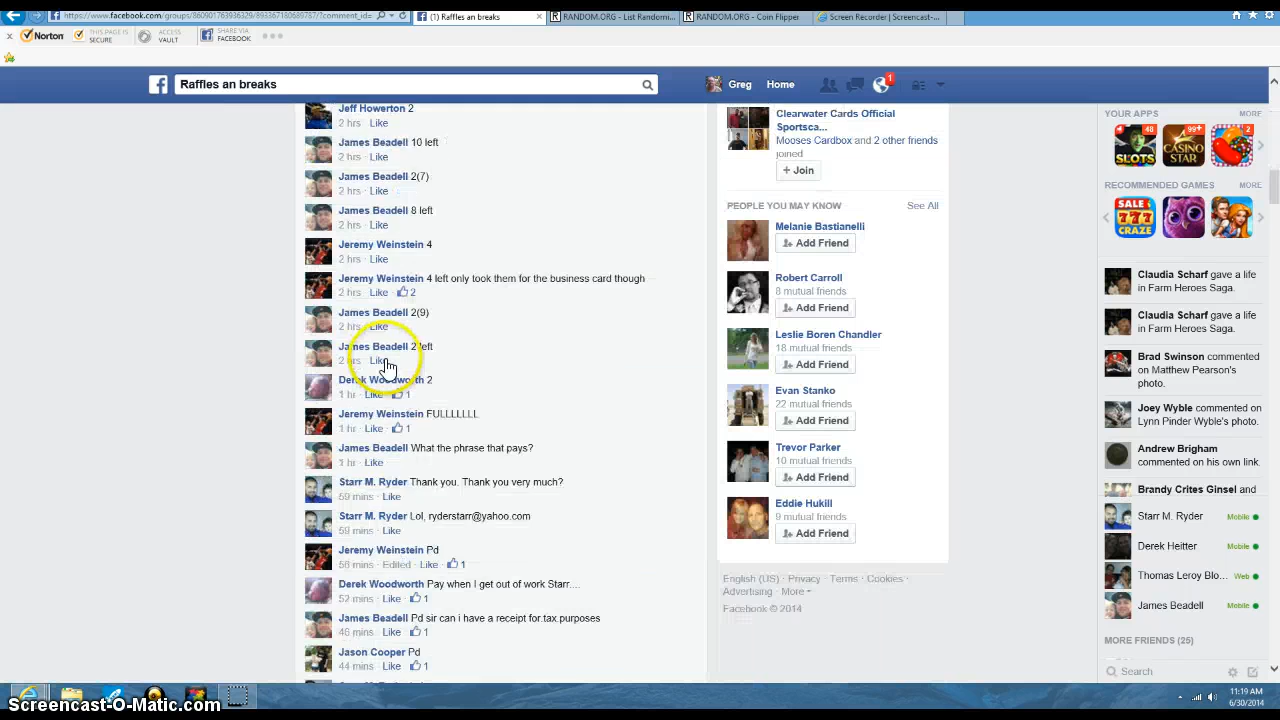 https://www.facebook.com/groups/860901763936329/893367180689787/?comment_id=
(1) Raffles an breaks
RANDOM.ORG - List Randomi...
RANDOM.ORG - Coin Flipper
Screen Recorder | Screencast-...
Norton
THIS PAGE IS SECURE
ACCESS VAULT
SHARE VIA FACEBOOK
Raffles an breaks
Greg
Home
1
Jeff Howerton 2
2 hrs · Like
James Beadell 10 left
2 hrs · Like
James Beadell 2(7)
2 hrs · Like
James Beadell 8 left
2 hrs · Like
Jeremy Weinstein 4
2 hrs · Like
Jeremy Weinstein 4 left only took them for the business card though
2 hrs · Like · 2
James Beadell 2(9)
2 hrs · Like
James Beadell 2 left
2 hrs · Like
Derek Woodworth 2
1 hr · Like · 1
Jeremy Weinstein FULLLLLLL
1 hr · Like · 1
James Beadell What the phrase that pays?
1 hr · Like
Starr M. Ryder Thank you. Thank you very much?
59 mins · Like
Starr M. Ryder Lol, ryderstarr@yahoo.com
59 mins · Like
Jeremy Weinstein Pd
56 mins · Edited · Like · 1
Derek Woodworth Pay when I get out of work Starr....
52 mins · Like · 1
James Beadell Pd sir can i have a receipt for.tax.purposes
46 mins · Like · 1
Jason Cooper Pd
44 mins · Like · 1
Clearwater Cards Official
Sportsca...
Mooses Cardbox and 2 other friends
joined
+ Join
PEOPLE YOU MAY KNOW
See All
Melanie Bastianelli
Add Friend
Robert Carroll
8 mutual friends
Add Friend
Leslie Boren Chandler
18 mutual friends
Add Friend
Evan Stanko
22 mutual friends
Add Friend
Trevor Parker
10 mutual friends
Add Friend
Eddie Hukill
9 mutual friends
Add Friend
English (US) · Privacy · Terms · Cookies ·
Advertising · More
Facebook © 2014
YOUR APPS
MORE
48
SLOTS
99+
CASINO STAR
2
RECOMMENDED GAMES
MORE
SALE
777
CRAZE
Claudia Scharf gave a life
in Farm Heroes Saga.
Claudia Scharf gave a life
in Farm Heroes Saga.
Brad Swinson commented
on Matthew Pearson's
photo.
Joey Wyble commented on
Lynn Pinder Wyble's photo.
Andrew Brigham
commented on his own link.
Brandy Crites Ginsel and
Starr M. Ryder Mobile
Derek Heitter Mobile
Thomas Leroy Blo... Web
James Beadell Mobile
MORE FRIENDS (25)
Search
11:19 AM
6/30/2014
Screencast-O-Matic.com